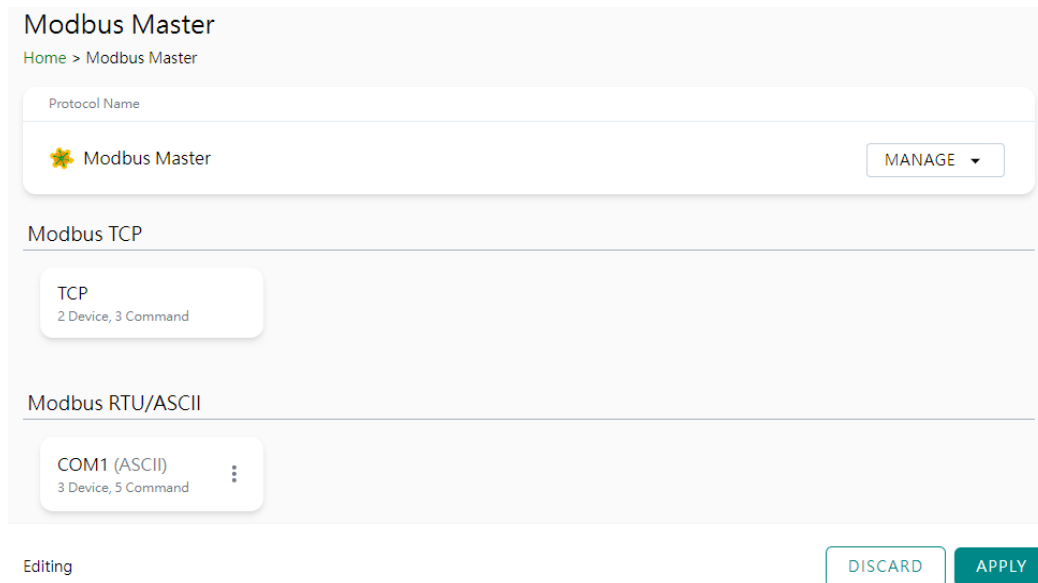 Modbus Master
Home > Modbus Master
Protocol Name
Modbus Master
MANAGE
Modbus TCP
TCP
2 Device, 3 Command
Modbus RTU/ASCII
COM1 (ASCII)
3 Device, 5 Command
Editing
DISCARD
APPLY